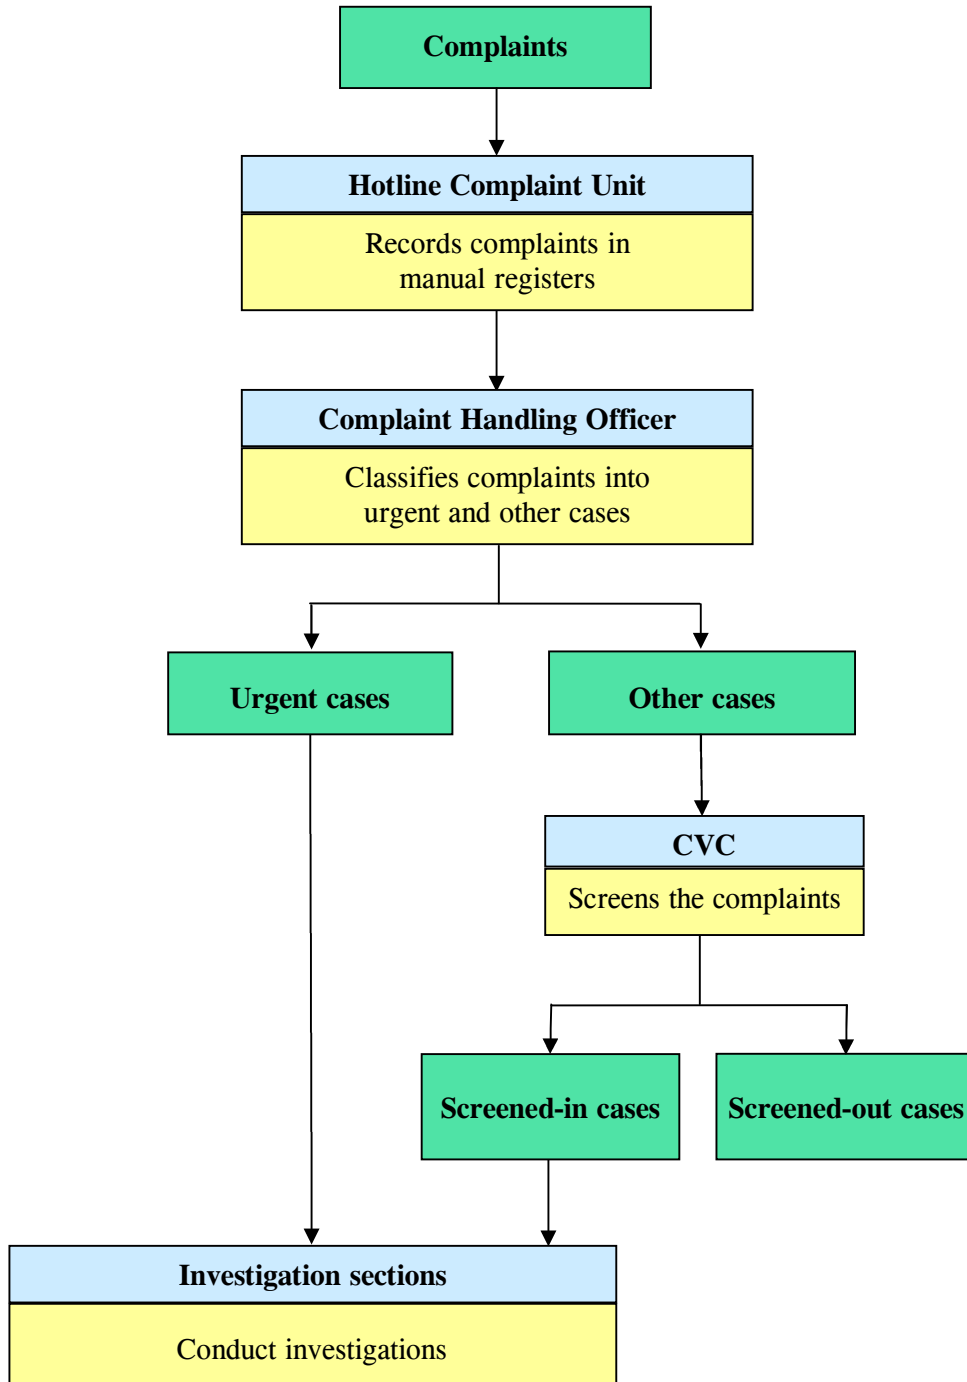 Complaints
Hotline Complaint Unit
Records complaints in
manual registers
Complaint Handling Officer
Classifies complaints into
urgent and other cases
Urgent cases
Other cases
CVC
Screens the complaints
Screened-in cases
Screened-out cases
Investigation sections
Conduct investigations